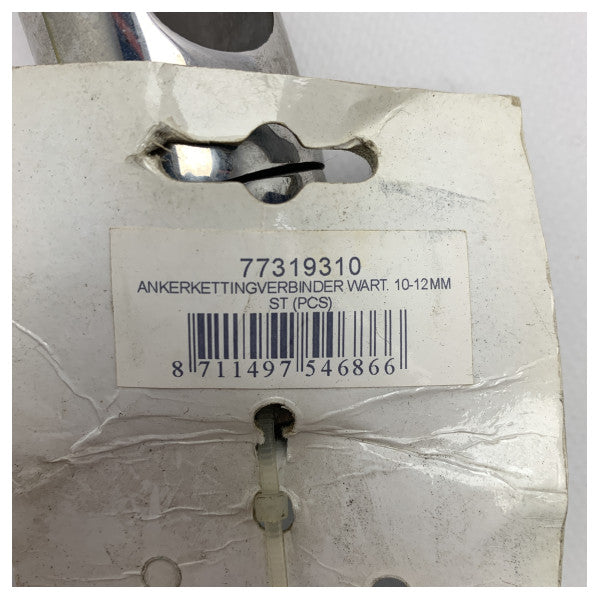 77319310
ANKERKETTINGVERBINDER WART. 10-12MM
ST (PCS)
8 711497 546866